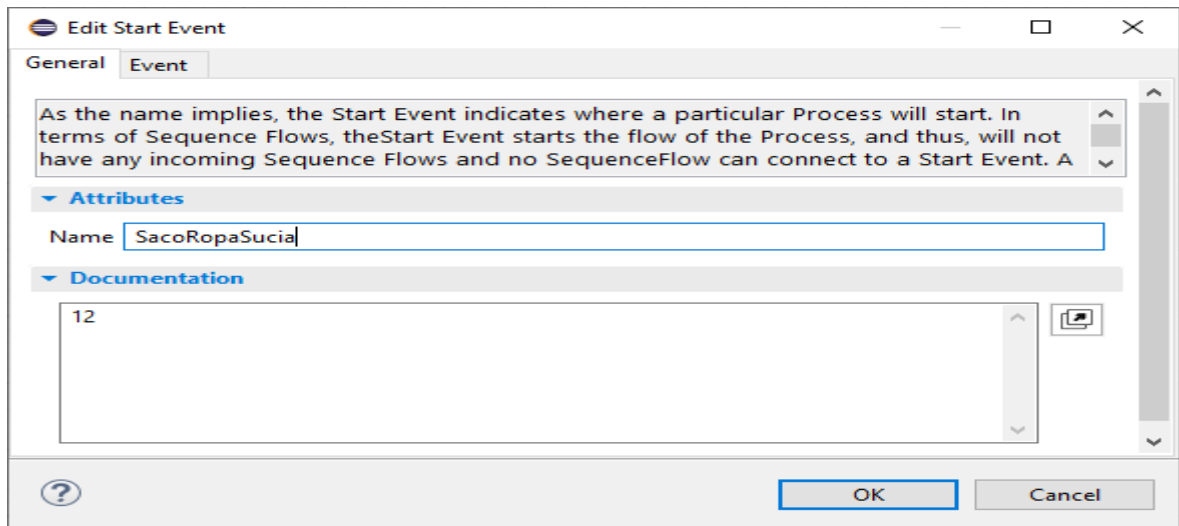 Edit Start Event
General Event
As the name implies, the Start Event indicates where a particular Process will start. In
terms of Sequence Flows, theStart Event starts the flow of the Process, and thus, will not
have any incoming Sequence Flows and no SequenceFlow can connect to a Start Event. A
Attributes
Name SacoRopaSucia
Documentation
12
?
OK Cancel